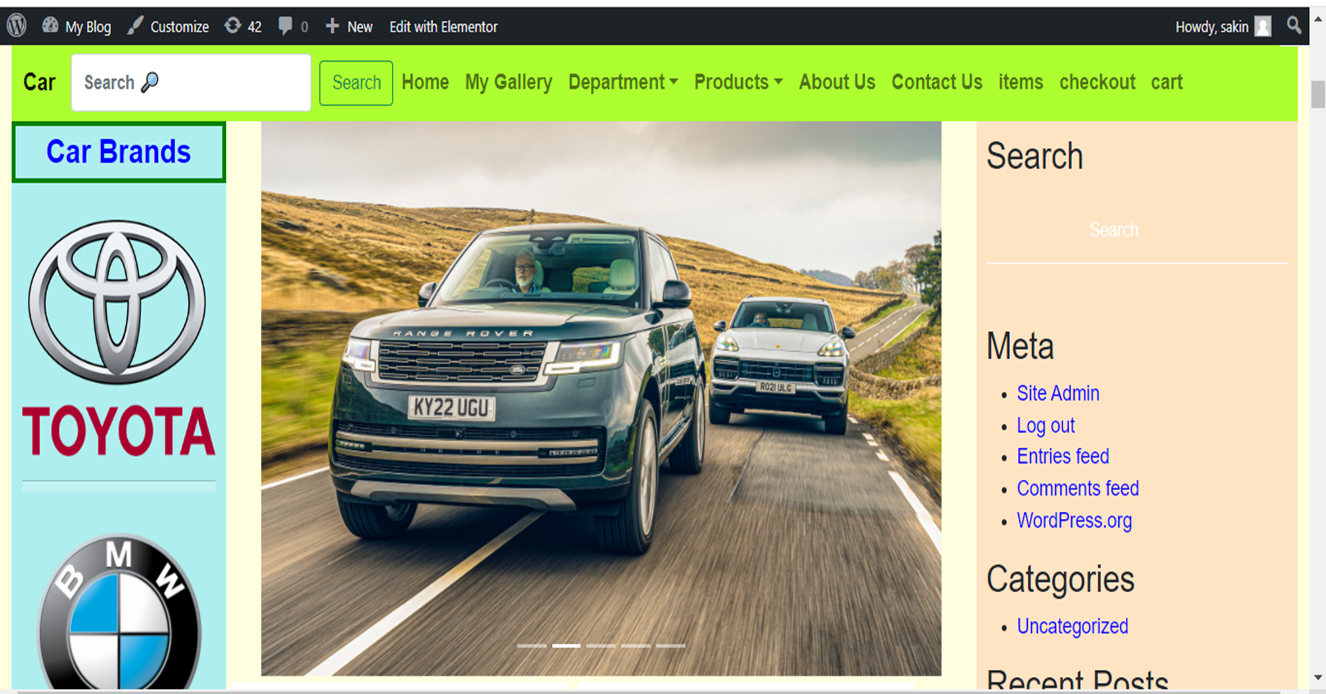 My Blog Customize 42 0 New Edit with Elementor Howdy, sakin
Car Search Search Home My Gallery Department Products About Us Contact Us items checkout cart
Car Brands
TOYOTA
BMW
RANGE ROVER
KY22 UGU
RO21 ULG
Search
Search
Meta
Site Admin
Log out
Entries feed
Comments feed
WordPress.org
Categories
Uncategorized
Recent Posts